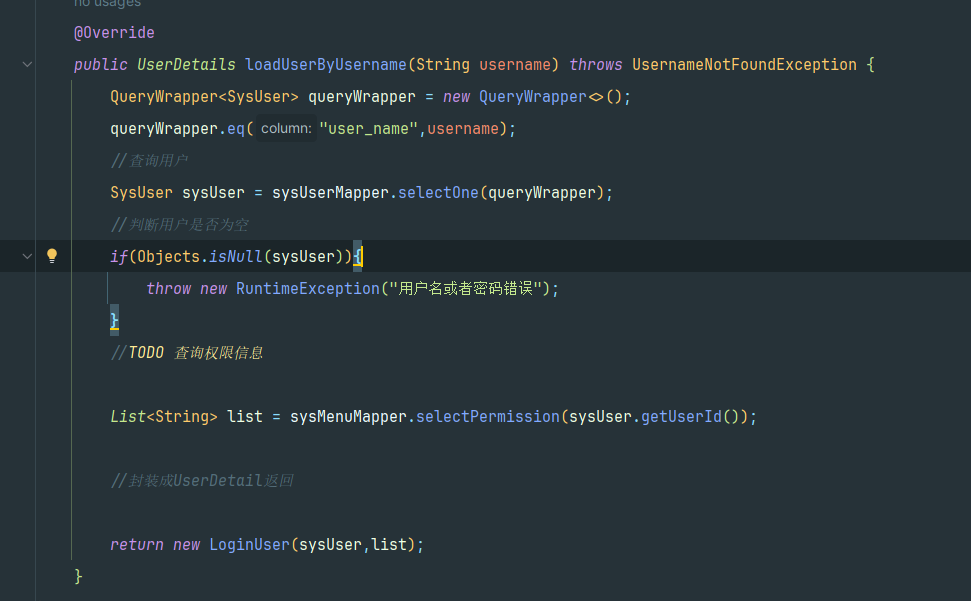 no usages
@Override
public UserDetails loadUserByUsername(String username) throws UsernameNotFoundException {
QueryWrapper<SysUser> queryWrapper = new QueryWrapper<>();
queryWrapper.eq( column: "user_name",username);
//查询用户
SysUser sysUser = sysUserMapper.selectOne(queryWrapper);
//判断用户是否为空
if(Objects.isNull(sysUser)){
throw new RuntimeException("用户名或者密码错误");
}
//TODO 查询权限信息
List<String> list = sysMenuMapper.selectPermission(sysUser.getUserId());
//封装成UserDetail返回
return new LoginUser(sysUser,list);
}